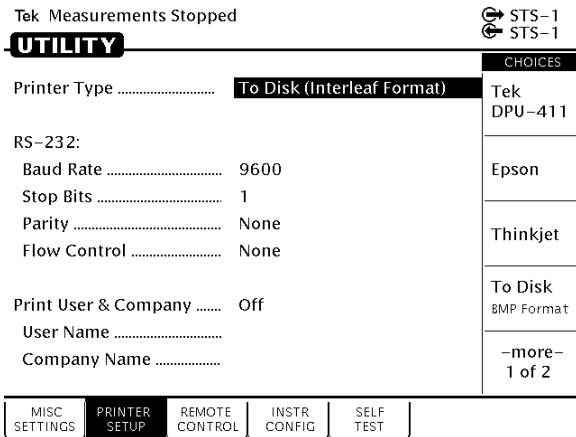 Tek Measurements Stopped
STS-1
STS-1
UTILITY
CHOICES
Printer Type .......................... To Disk (Interleaf Format)
RS-232:
Baud Rate ............................... 9600
Stop Bits ................................. 1
Parity ........................................ None
Flow Control ........................ None
Print User & Company ....... Off
User Name .............................
Company Name .................
Tek
DPU-411
Epson
Thinkjet
To Disk
BMP Format
-more-
1 of 2
MISC
SETTINGS
PRINTER
SETUP
REMOTE
CONTROL
INSTR
CONFIG
SELF
TEST